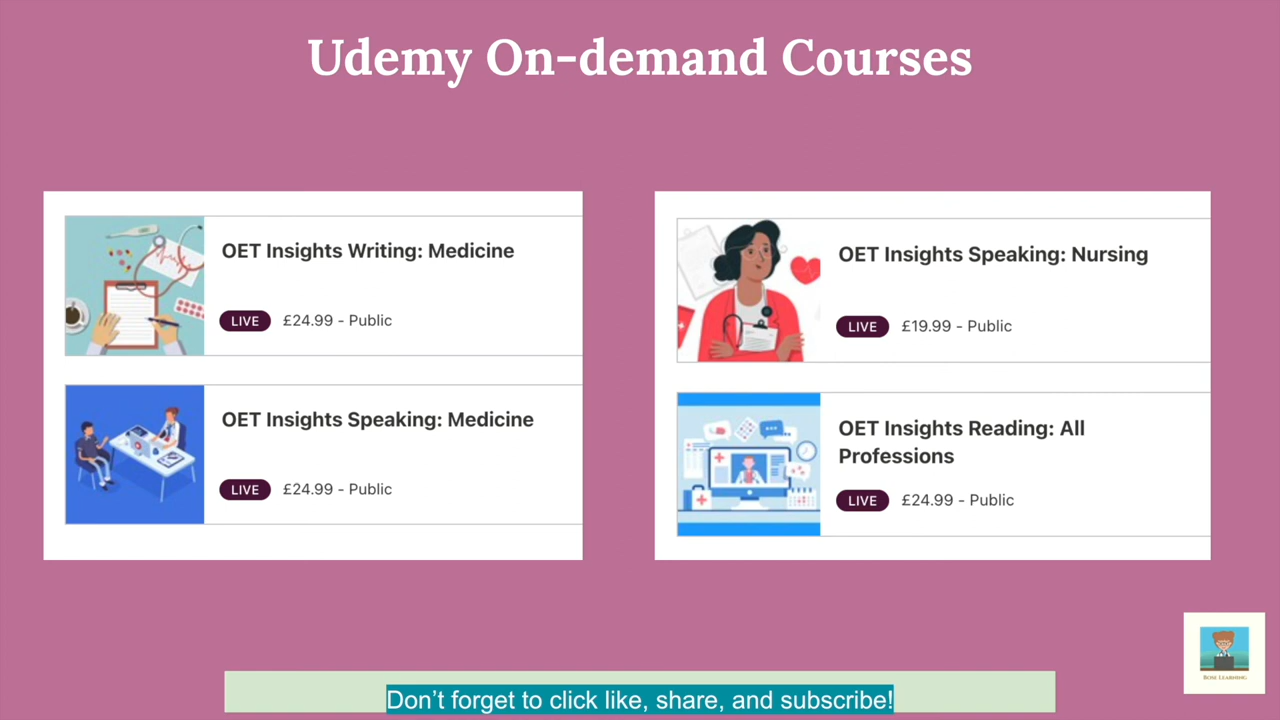 Udemy On-demand Courses
OET Insights Writing: Medicine
LIVE £24.99 - Public
OET Insights Speaking: Medicine
LIVE £24.99 - Public
OET Insights Speaking: Nursing
LIVE £19.99 - Public
OET Insights Reading: All
Professions
LIVE £24.99 - Public
BOSE LEARNING
Don’t forget to click like, share, and subscribe!